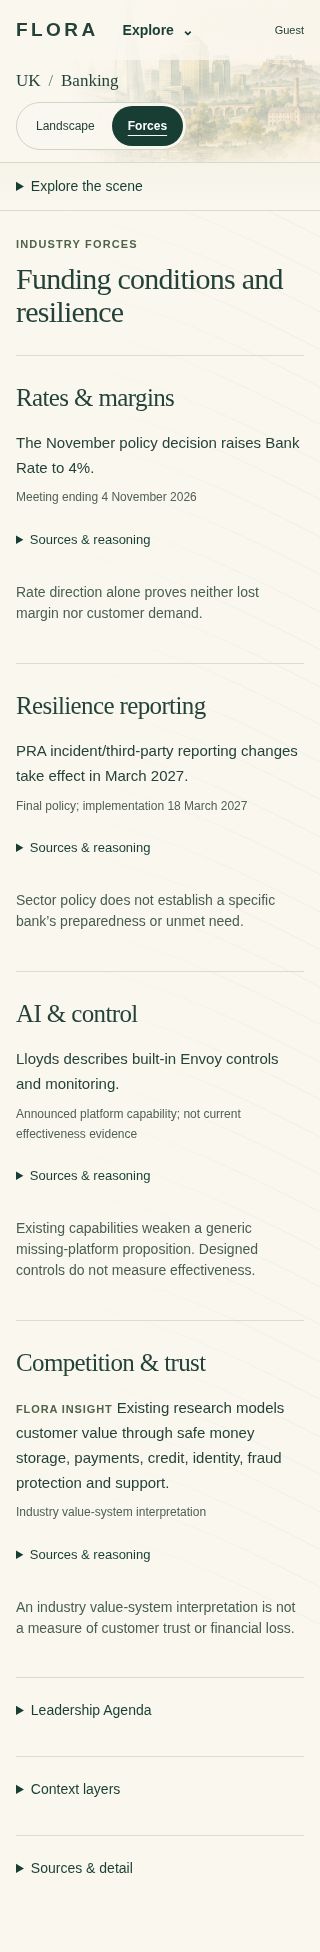 FLORA Explore Guest
UK / Banking
Landscape Forces
Explore the scene
INDUSTRY FORCES
Funding conditions and
resilience
Rates & margins
The November policy decision raises Bank
Rate to 4%.
Meeting ending 4 November 2026
Sources & reasoning
Rate direction alone proves neither lost
margin nor customer demand.
Resilience reporting
PRA incident/third-party reporting changes
take effect in March 2027.
Final policy; implementation 18 March 2027
Sources & reasoning
Sector policy does not establish a specific
bank's preparedness or unmet need.
AI & control
Lloyds describes built-in Envoy controls
and monitoring.
Announced platform capability; not current
effectiveness evidence
Sources & reasoning
Existing capabilities weaken a generic
missing-platform proposition. Designed
controls do not measure effectiveness.
Competition & trust
FLORA INSIGHT Existing research models
customer value through safe money
storage, payments, credit, identity, fraud
protection and support.
Industry value-system interpretation
Sources & reasoning
An industry value-system interpretation is not
a measure of customer trust or financial loss.
Leadership Agenda
Context layers
Sources & detail